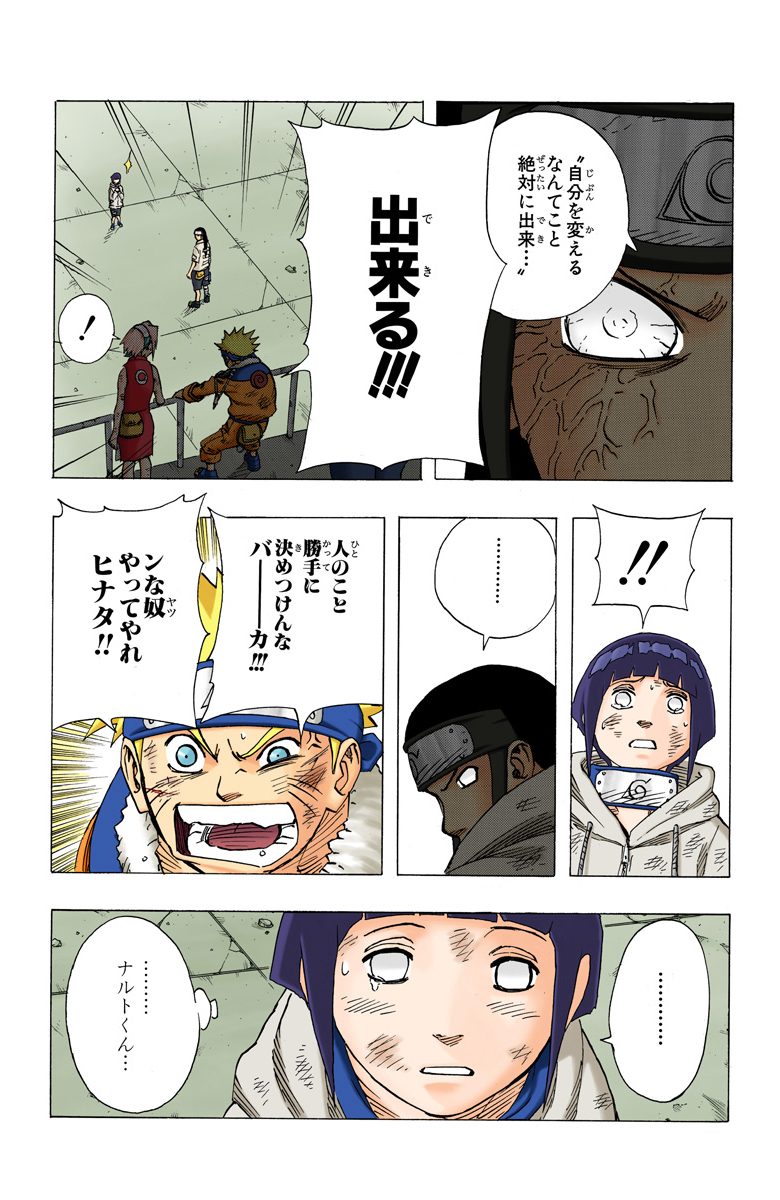 〝自分を変える
なんてこと
絶対に出来…〟
出来る!!!
!
!!
………
人のこと
勝手に
決めつけんな
バーーカ!!!
ンな奴
やってやれ
ヒナタ!!
…………
………
ナルトくん…